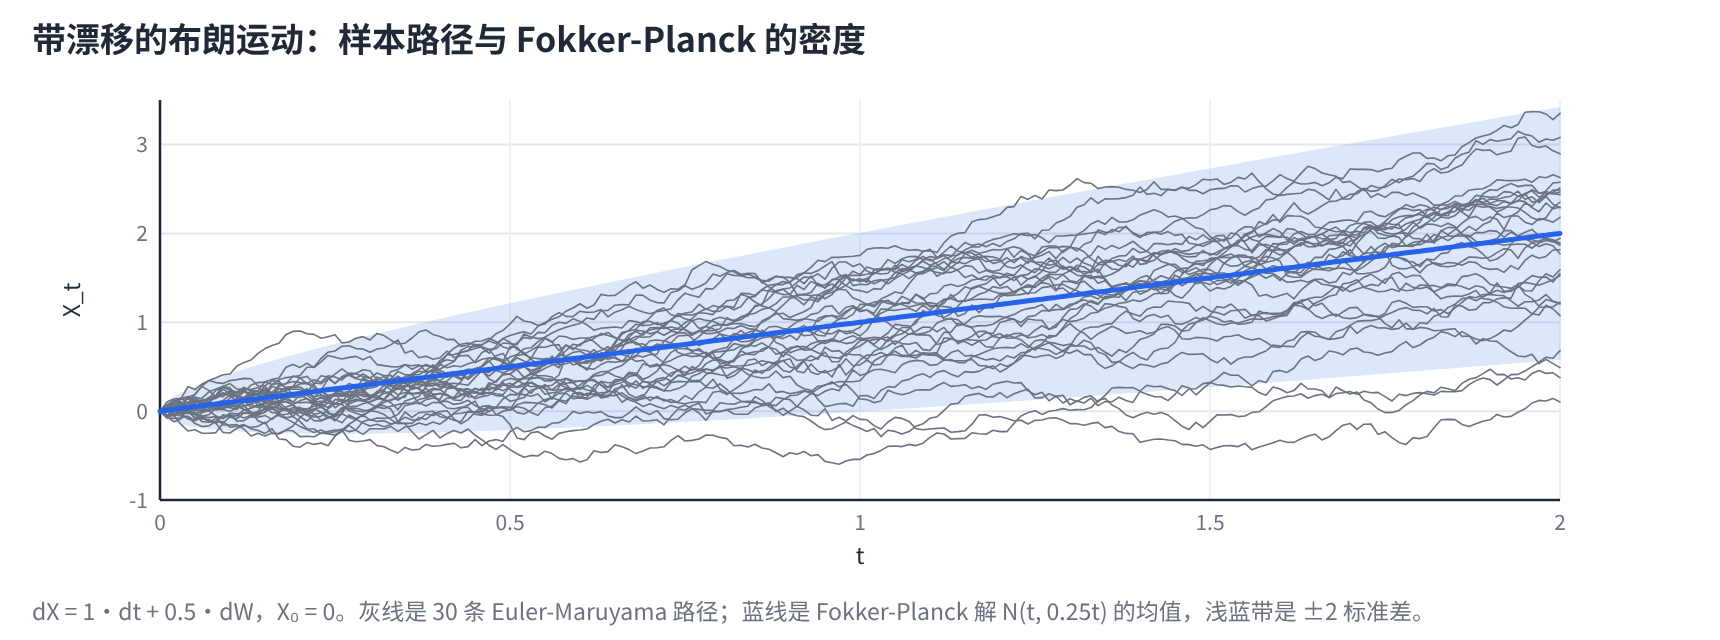 带漂移的布朗运动：样本路径与 Fokker-Planck 的密度
X_t
3
2
1
0
-1
0
0.5
1
1.5
2
t
dX = 1・dt + 0.5・dW，X₀ = 0。灰线是 30 条 Euler-Maruyama 路径；蓝线是 Fokker-Planck 解 N(t, 0.25t) 的均值，浅蓝带是 ±2 标准差。